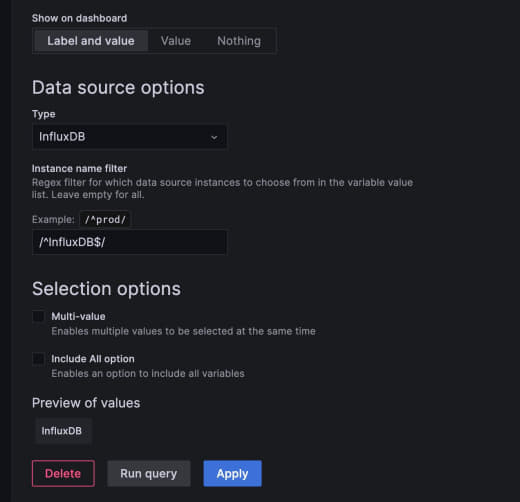 Show on dashboard
Label and value Value Nothing
Data source options
Type
InfluxDB
Instance name filter
Regex filter for which data source instances to choose from in the variable value
list. Leave empty for all.
Example: /^prod/
/^InfluxDB$/
Selection options
Multi-value
Enables multiple values to be selected at the same time
Include All option
Enables an option to include all variables
Preview of values
InfluxDB
Delete Run query Apply